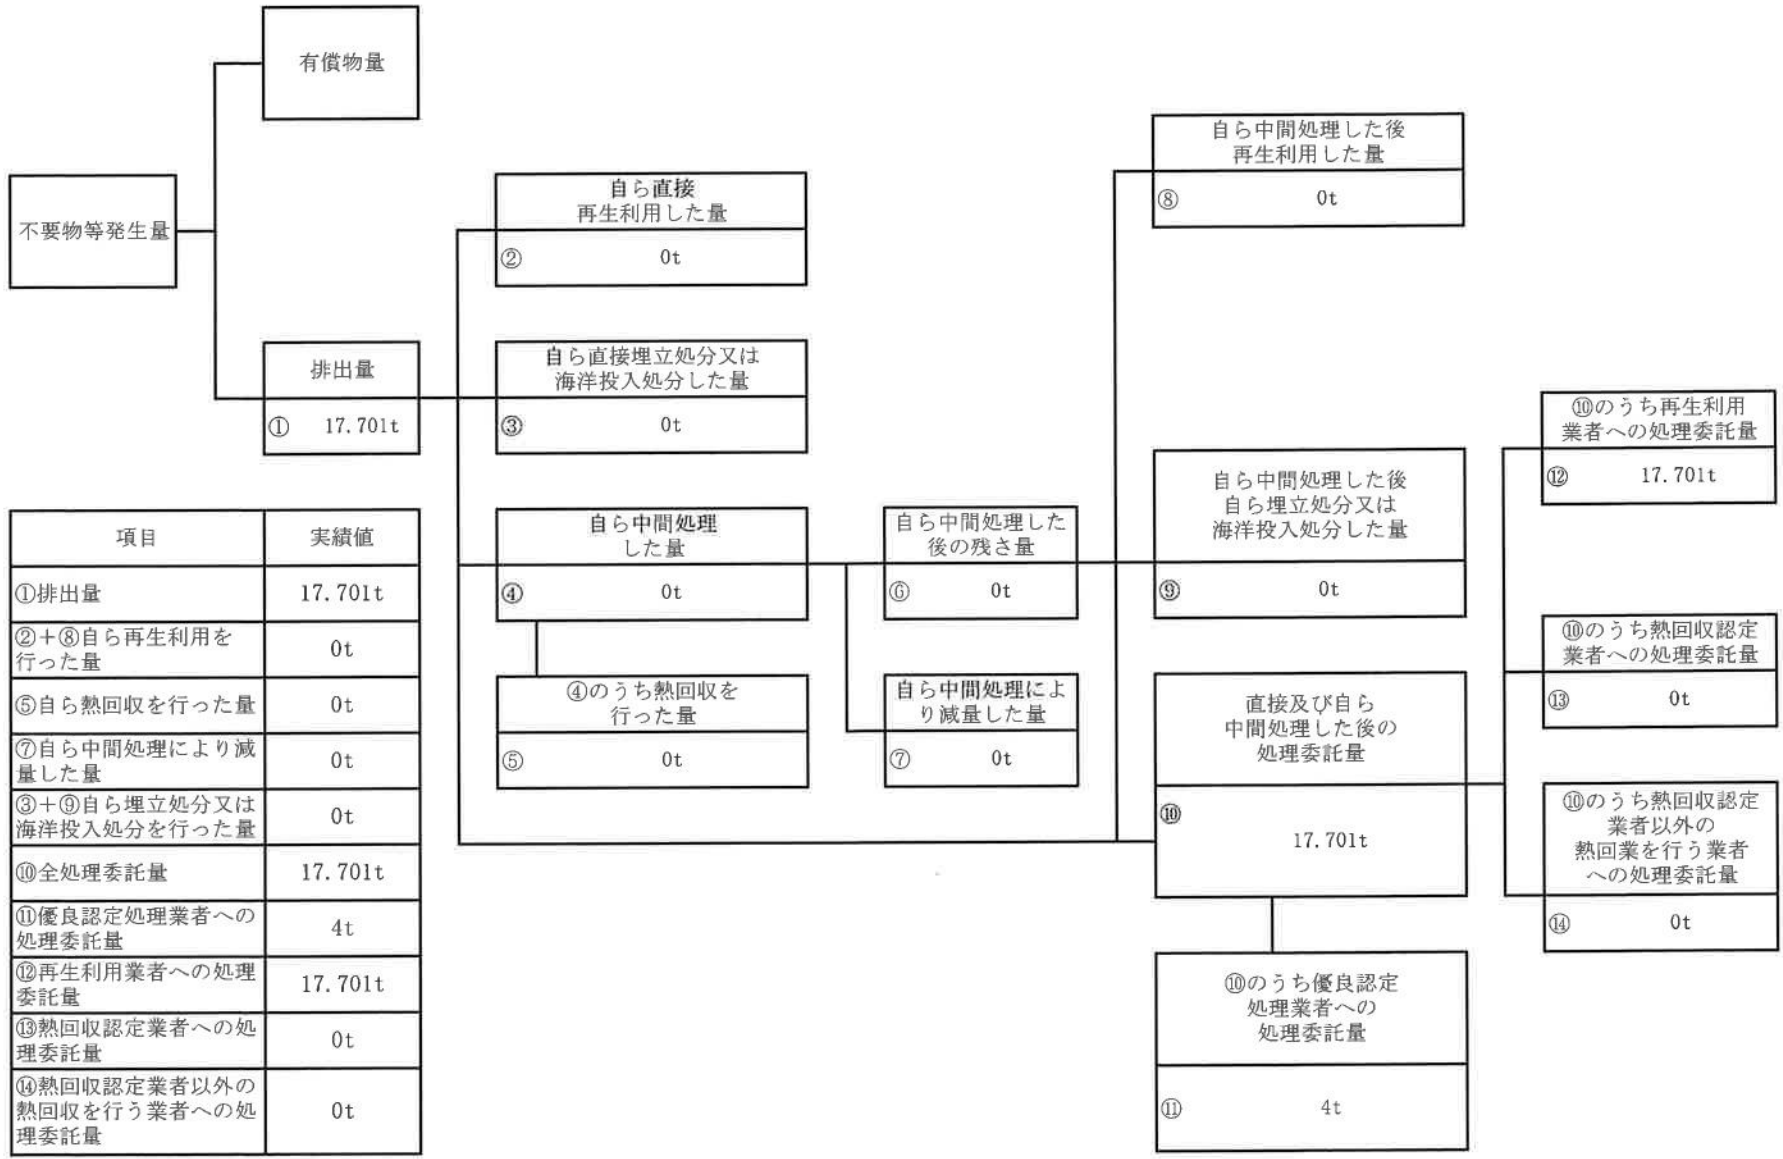 有償物量
不要物等発生量
排出量
① 17.701t
自ら直接
再生利用した量
② 0t
自ら直接埋立処分又は
海洋投入処分した量
③ 0t
自ら中間処理
した量
④ 0t
④のうち熱回収を
行った量
⑤ 0t
自ら中間処理した
後の残さ量
⑥ 0t
自ら中間処理によ
り減量した量
⑦ 0t
自ら中間処理した後
再生利用した量
⑧ 0t
自ら中間処理した後
自ら埋立処分又は
海洋投入処分した量
⑨ 0t
直接及び自ら
中間処理した後の
処理委託量
⑩
17.701t
⑩のうち優良認定
処理業者への
処理委託量
⑪ 4t
⑩のうち再生利用
業者への処理委託量
⑫ 17.701t
⑩のうち熱回収認定
業者への処理委託量
⑬ 0t
⑩のうち熱回収認定
業者以外の
熱回業を行う業者
への処理委託量
⑭ 0t
項目 実績値
①排出量 17.701t
②＋⑧自ら再生利用を
行った量 0t
⑤自ら熱回収を行った量 0t
⑦自ら中間処理により減
量した量 0t
③＋⑨自ら埋立処分又は
海洋投入処分を行った量 0t
⑩全処理委託量 17.701t
⑪優良認定処理業者への
処理委託量 4t
⑫再生利用業者への処理
委託量 17.701t
⑬熱回収認定業者への処
理委託量 0t
⑭熱回収認定業者以外の
熱回収を行う業者への処
理委託量 0t